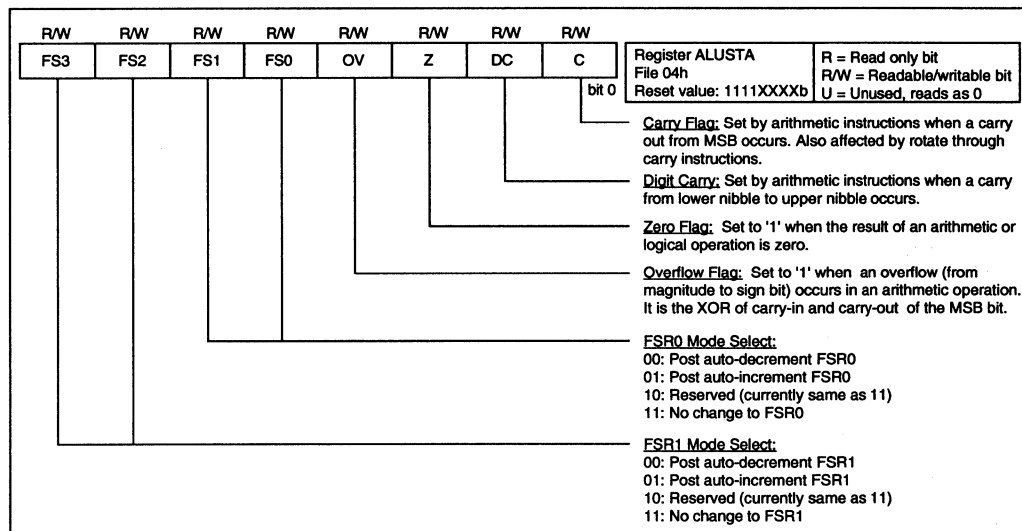 R/W R/W R/W R/W R/W R/W R/W R/W
FS3 FS2 FS1 FS0 OV Z DC C
bit 0
Register ALUSTA
File 04h
Reset value: 1111XXXXb
R = Read only bit
R/W = Readable/writable bit
U = Unused, reads as 0
Carry Flag: Set by arithmetic instructions when a carry
out from MSB occurs. Also affected by rotate through
carry instructions.
Digit Carry: Set by arithmetic instructions when a carry
from lower nibble to upper nibble occurs.
Zero Flag: Set to '1' when the result of an arithmetic or
logical operation is zero.
Overflow Flag: Set to '1' when an overflow (from
magnitude to sign bit) occurs in an arithmetic operation.
It is the XOR of carry-in and carry-out of the MSB bit.
FSR0 Mode Select:
00: Post auto-decrement FSR0
01: Post auto-increment FSR0
10: Reserved (currently same as 11)
11: No change to FSR0
FSR1 Mode Select:
00: Post auto-decrement FSR1
01: Post auto-increment FSR1
10: Reserved (currently same as 11)
11: No change to FSR1